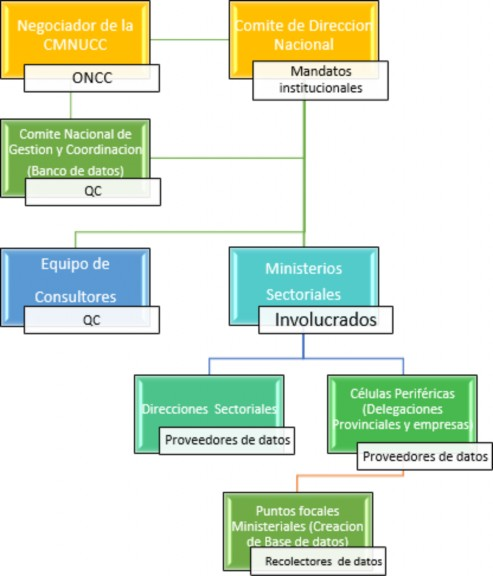 Negociador de la
CMNUCC
ONCC
Comite de Direccion
Nacional
Mandatos
institucionales
Comite Nacional de
Gestion y Coordinacion
(Banco de datos)
QC
Equipo de
Consultores
QC
Ministerios
Sectoriales
Involucrados
Direcciones Sectoriales
Proveedores de datos
Células Periféricas
(Delegaciones
Provinciales y empresas
Proveedores de datos
Puntos focales
Ministeriales (Creacion
de Base de datos)
Recolectores de datos